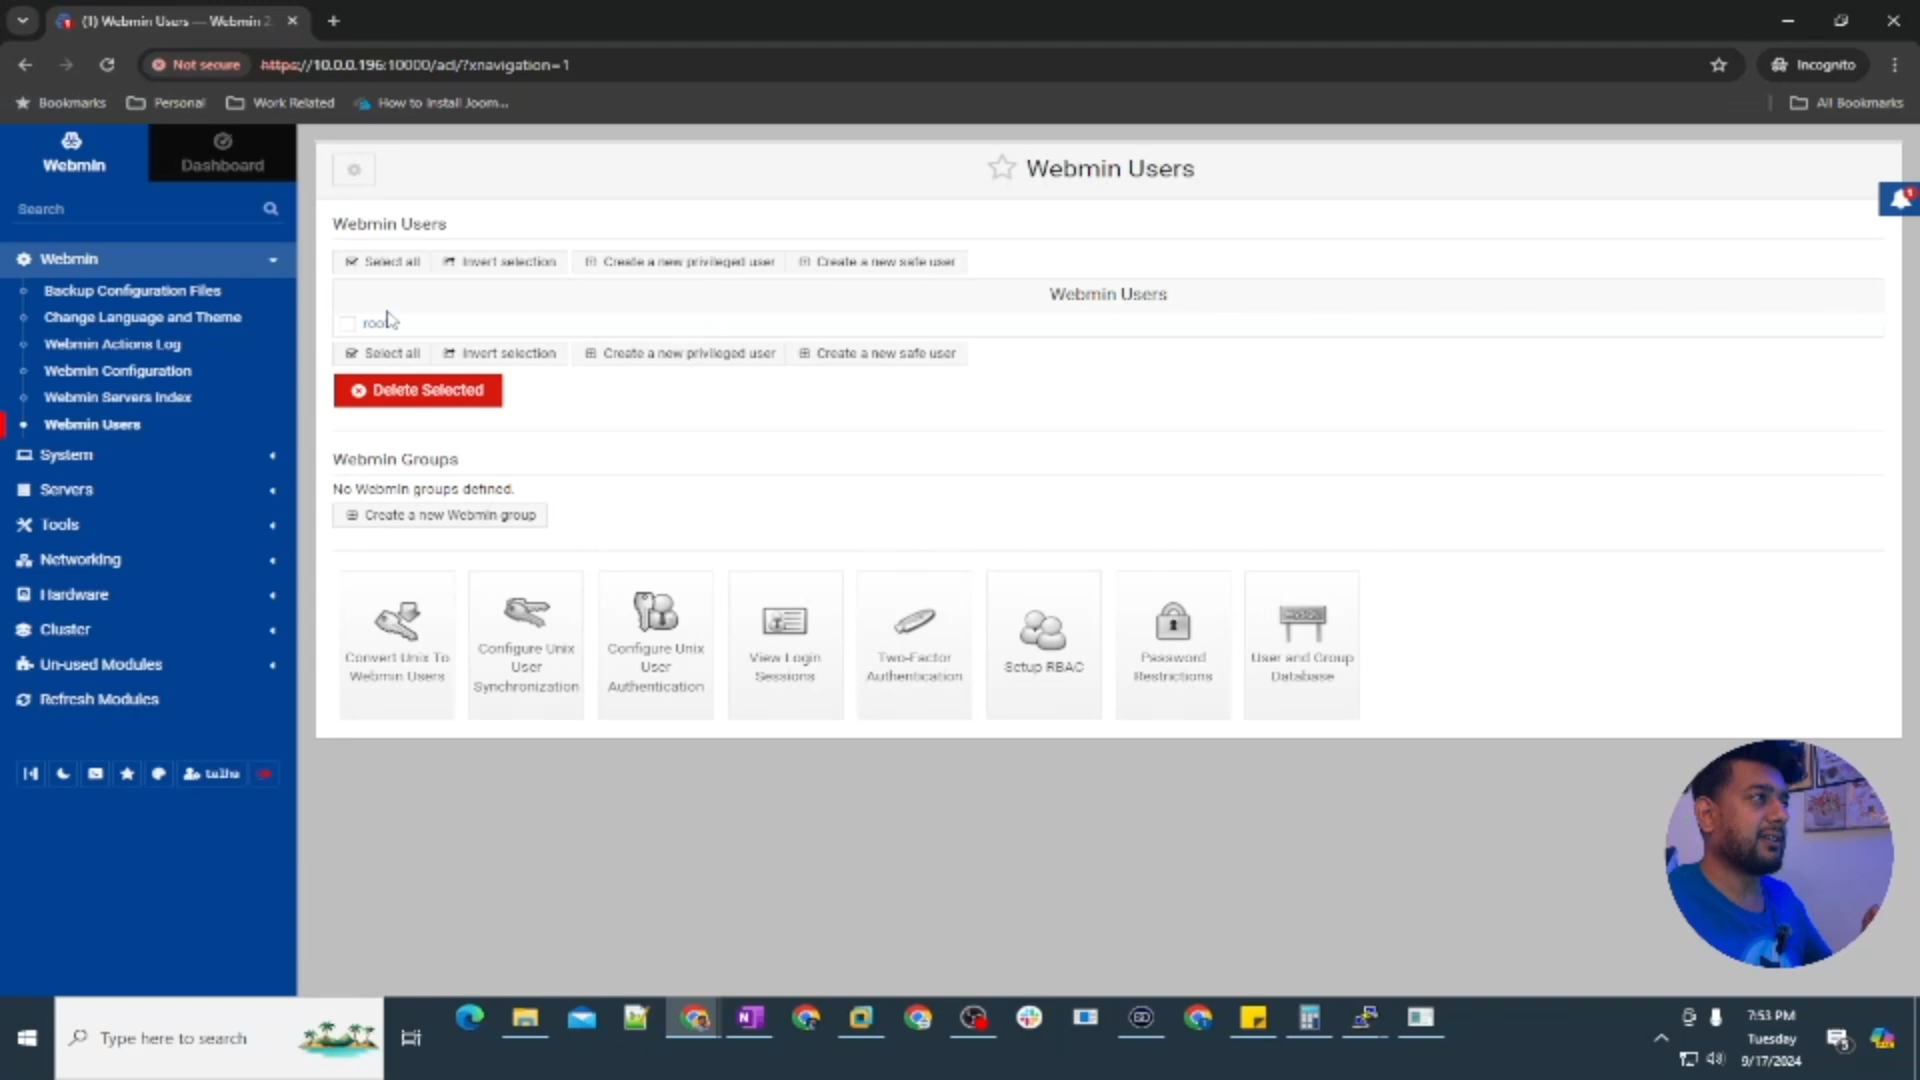 (1) Webmin Users — Webmin 2
Not secure https://10.0.0.196:10000/acl/?xnavigation=1
Incognito
Bookmarks Personal Work Related How to Install Joom...
All Bookmarks
Webmin
Dashboard
Search
Webmin
Backup Configuration Files
Change Language and Theme
Webmin Actions Log
Webmin Configuration
Webmin Servers Index
Webmin Users
System
Servers
Tools
Networking
Hardware
Cluster
Un-used Modules
Refresh Modules
talha
Webmin Users
1
Webmin Users
Select all Invert selection Create a new privileged user Create a new safe user
Webmin Users
Select all Invert selection Create a new privileged user Create a new safe user
Delete Selected
Webmin Groups
No Webmin groups defined.
Create a new Webmin group
Convert Unix To
Webmin Users
Configure Unix
User
Synchronization
Configure Unix
User
Authentication
View Login
Sessions
Two-Factor
Authentication
Setup RBAC
Password
Restrictions
User and Group
Database
Type here to search
7:53 PM
Tuesday
9/17/2024
5